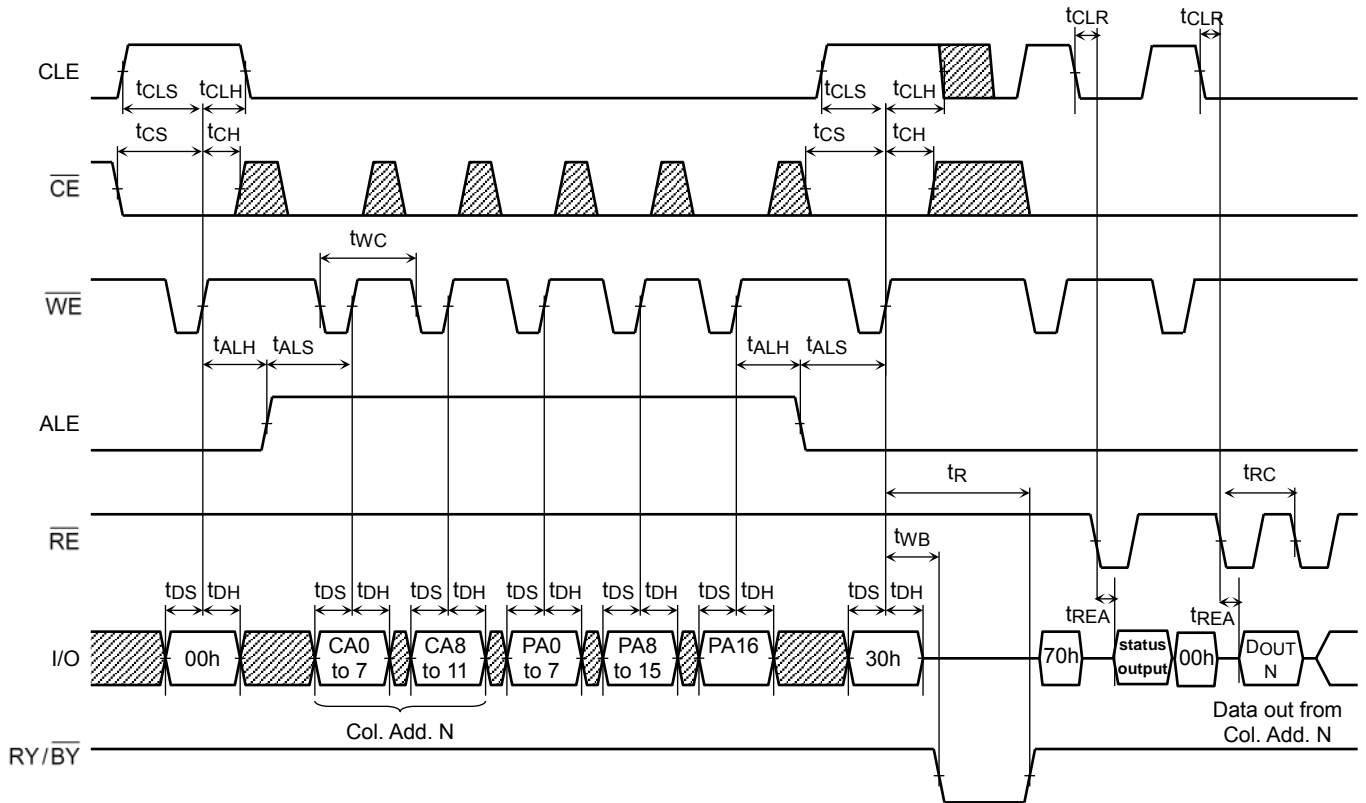 tCLR tCLR
CLE
tCLS tCLH tCLS tCLH
tCS tCH tCS tCH
CE
tWC
WE
tALH tALS tALH tALS
ALE
tR tRC
RE
tWB
tDS tDH tDS tDH tDS tDH tDS tDH tDS tDH tDS tDH tDS tDH
tREA tREA
I/O
00h
CA0 to 7
CA8 to 11
PA0 to 7
PA8 to 15
PA16
30h
70h
status output
00h
DOUT N
Col. Add. N
Data out from
Col. Add. N
RY/BY